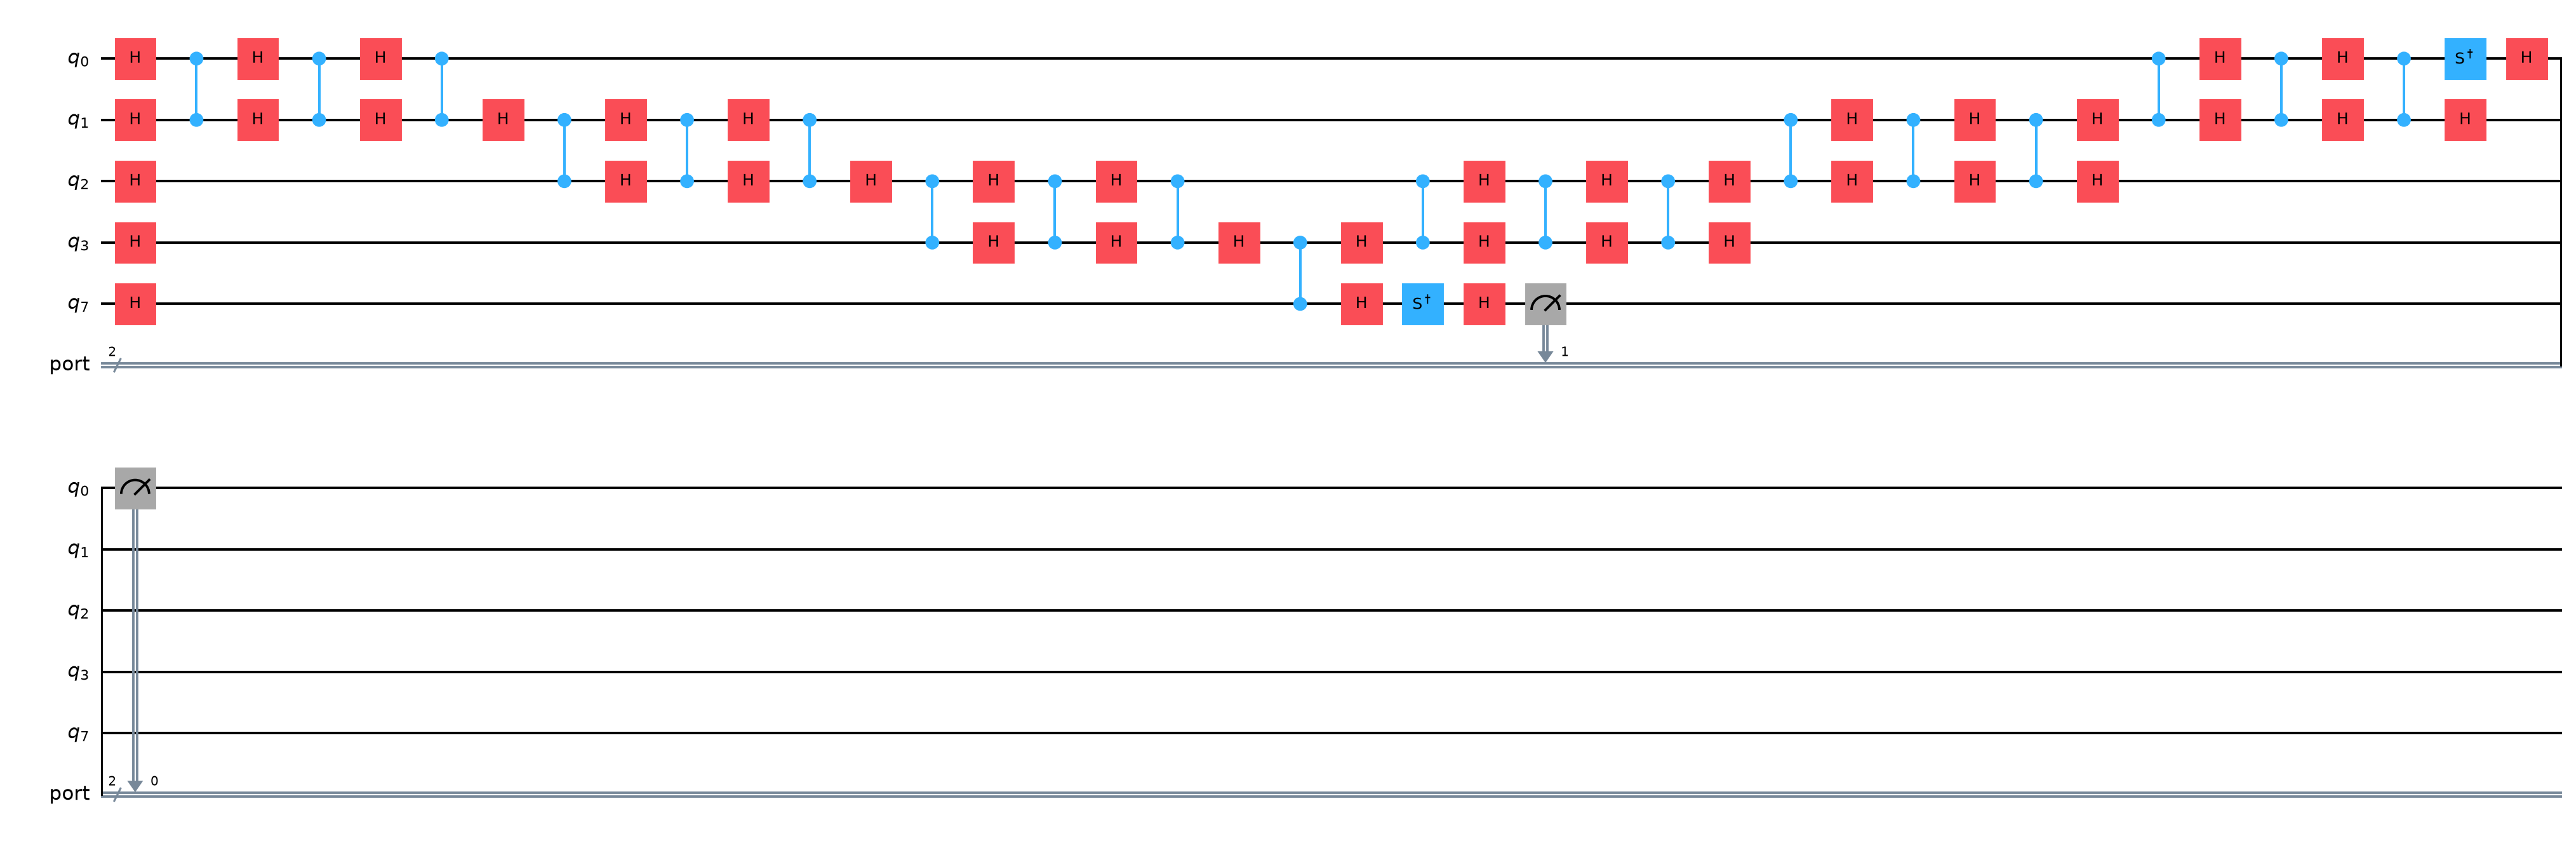 q0 H H H H H S† H
q1 H H H H H H H H H H H H
q2 H H H H H H H H H H H
q3 H H H H H H H H
q7 H H S† H
port 2 1
q0
q1
q2
q3
q7
port 2 0